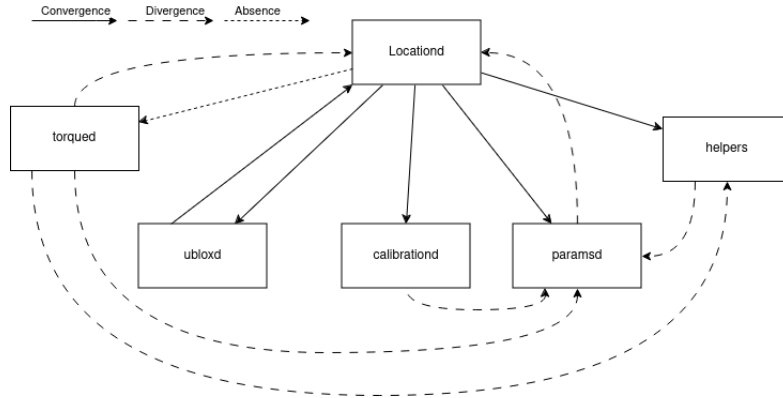 Convergence Divergence Absence
Locationd
torqued
helpers
ubloxd calibrationd paramsd